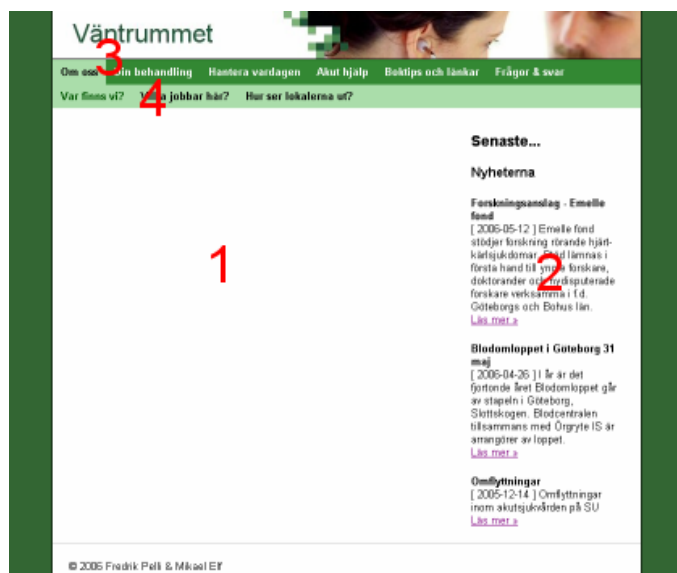 Väntrummet
3
Om oss Din behandling Hantera vardagen Akut hjälp Boktips och länkar Frågor & svar
4
Var finns vi? Vilka jobbar här? Hur ser lokalerna ut?
Senaste...
Nyheterna
1
2
Forskningsanslag - Emelle
fond
[ 2006-05-12 ] Emelle fond
stödjer forskning rörande hjärt-
kärlsjukdomar. Stöd lämnas i
första hand till yngre forskare,
doktorander och nydisputerade
forskare verksamma i f.d.
Göteborgs och Bohus län.
Läs mer »
Blodomloppet i Göteborg 31
maj
[ 2006-04-26 ] I år är det
fjortonde året Blodomloppet går
av stapeln i Göteborg,
Slottskogen. Blodcentralen
tillsammans med Örgryte IS är
arrangörer av loppet.
Läs mer »
Omflyttningar
[ 2005-12-14 ] Omflyttningar
inom akutsjukvården på SU
Läs mer »
© 2006 Fredrik Pelli & Mikael Elf